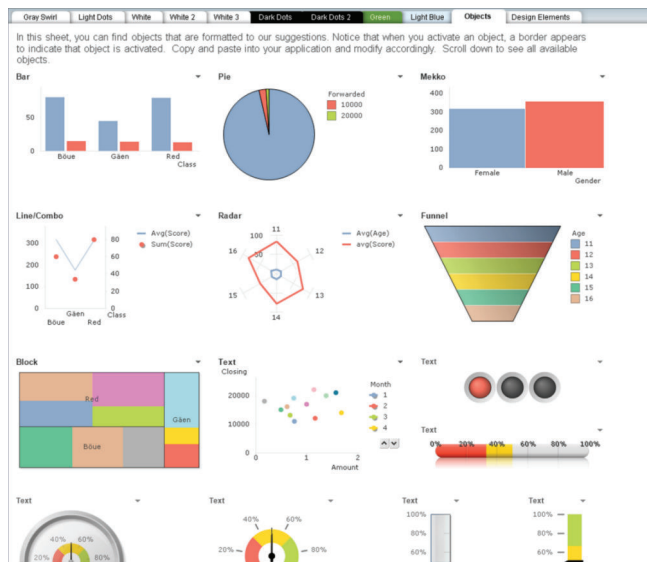 Gray Swirl Light Dots White White 2 White 3 Dark Dots Dark Dots 2 Green Light Blue Objects Design Elements
In this sheet, you can find objects that are formatted to our suggestions. Notice that when you activate an object, a border appears
to indicate that object is activated. Copy and paste into your application and modify accordingly. Scroll down to see all available
objects.
Bar
50
0
Böue Gäen Red
Class
Pie
Forwarded
10000
20000
Mekko
400
300
200
100
0
Female Male
Gender
Line/Combo
300
200
100
0
80
60
40
20
0
Gäen
Böue Red
Class
Avg(Score)
Sum(Score)
Radar
11
100
50
12
13
14
15
16
Avg(Age)
avg(Score)
Funnel
Age
11
12
13
14
15
16
Block
Red
Gäen
Böue
Text
Closing
20000
10000
0
0 1 2
Amount
Month
1
2
3
4
Text
Text
0% 20% 40% 60% 80% 100%
Text
20% 40% 60% 80%
Text
20% 40% 60% 80%
Text
100%
80%
60%
Text
100%
80%
60%